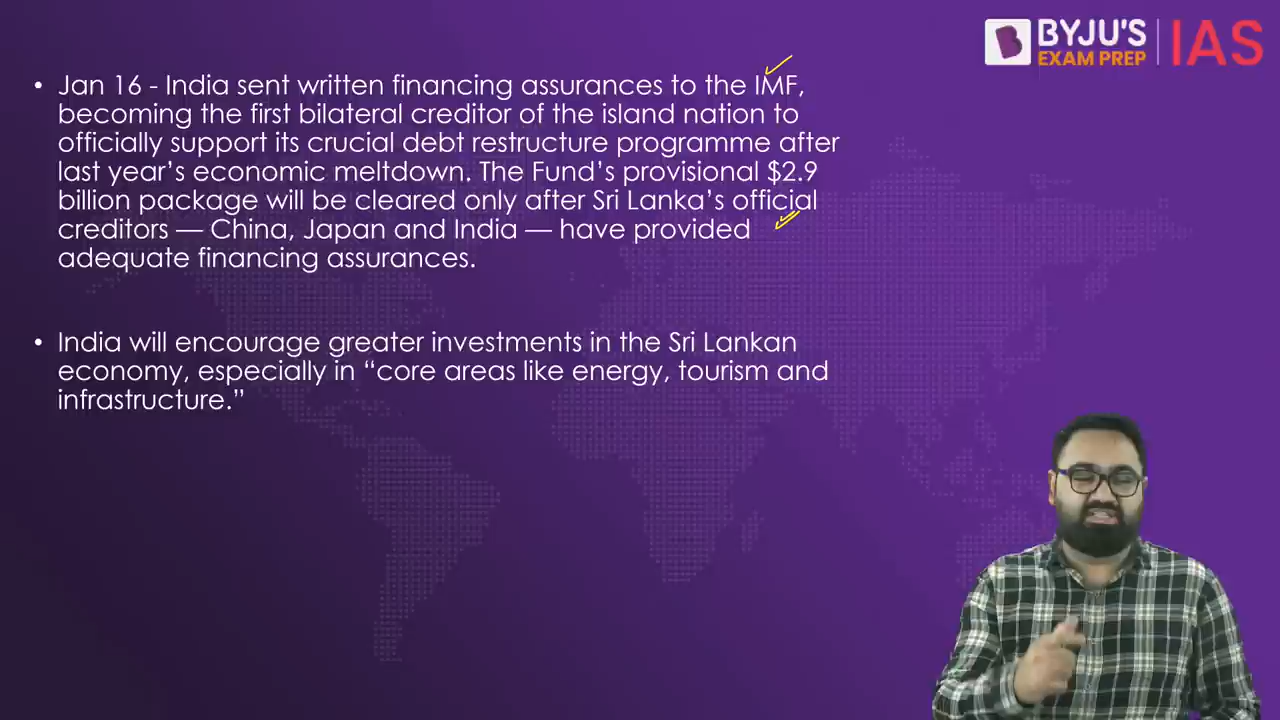 BYJU'S IAS
EXAM PREP
• Jan 16 - India sent written financing assurances to the IMF,
becoming the first bilateral creditor of the island nation to
officially support its crucial debt restructure programme after
last year’s economic meltdown. The Fund’s provisional $2.9
billion package will be cleared only after Sri Lanka’s official
creditors — China, Japan and India — have provided
adequate financing assurances.
• India will encourage greater investments in the Sri Lankan
economy, especially in “core areas like energy, tourism and
infrastructure.”